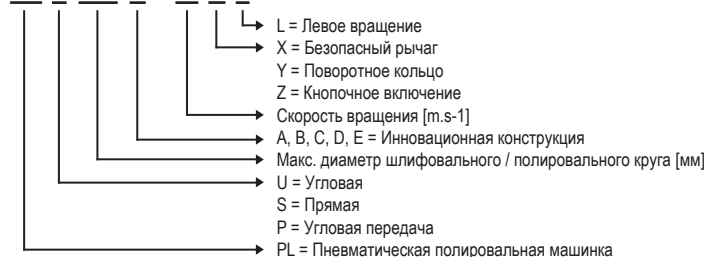 L = Левое вращение
X = Безопасный рычаг
Y = Поворотное кольцо
Z = Кнопочное включение
Скорость вращения [m.s-1]
A, B, C, D, E = Инновационная конструкция
Макс. диаметр шлифовального / полировального круга [мм]
U = Угловая
S = Прямая
P = Угловая передача
PL = Пневматическая полировальная машинка